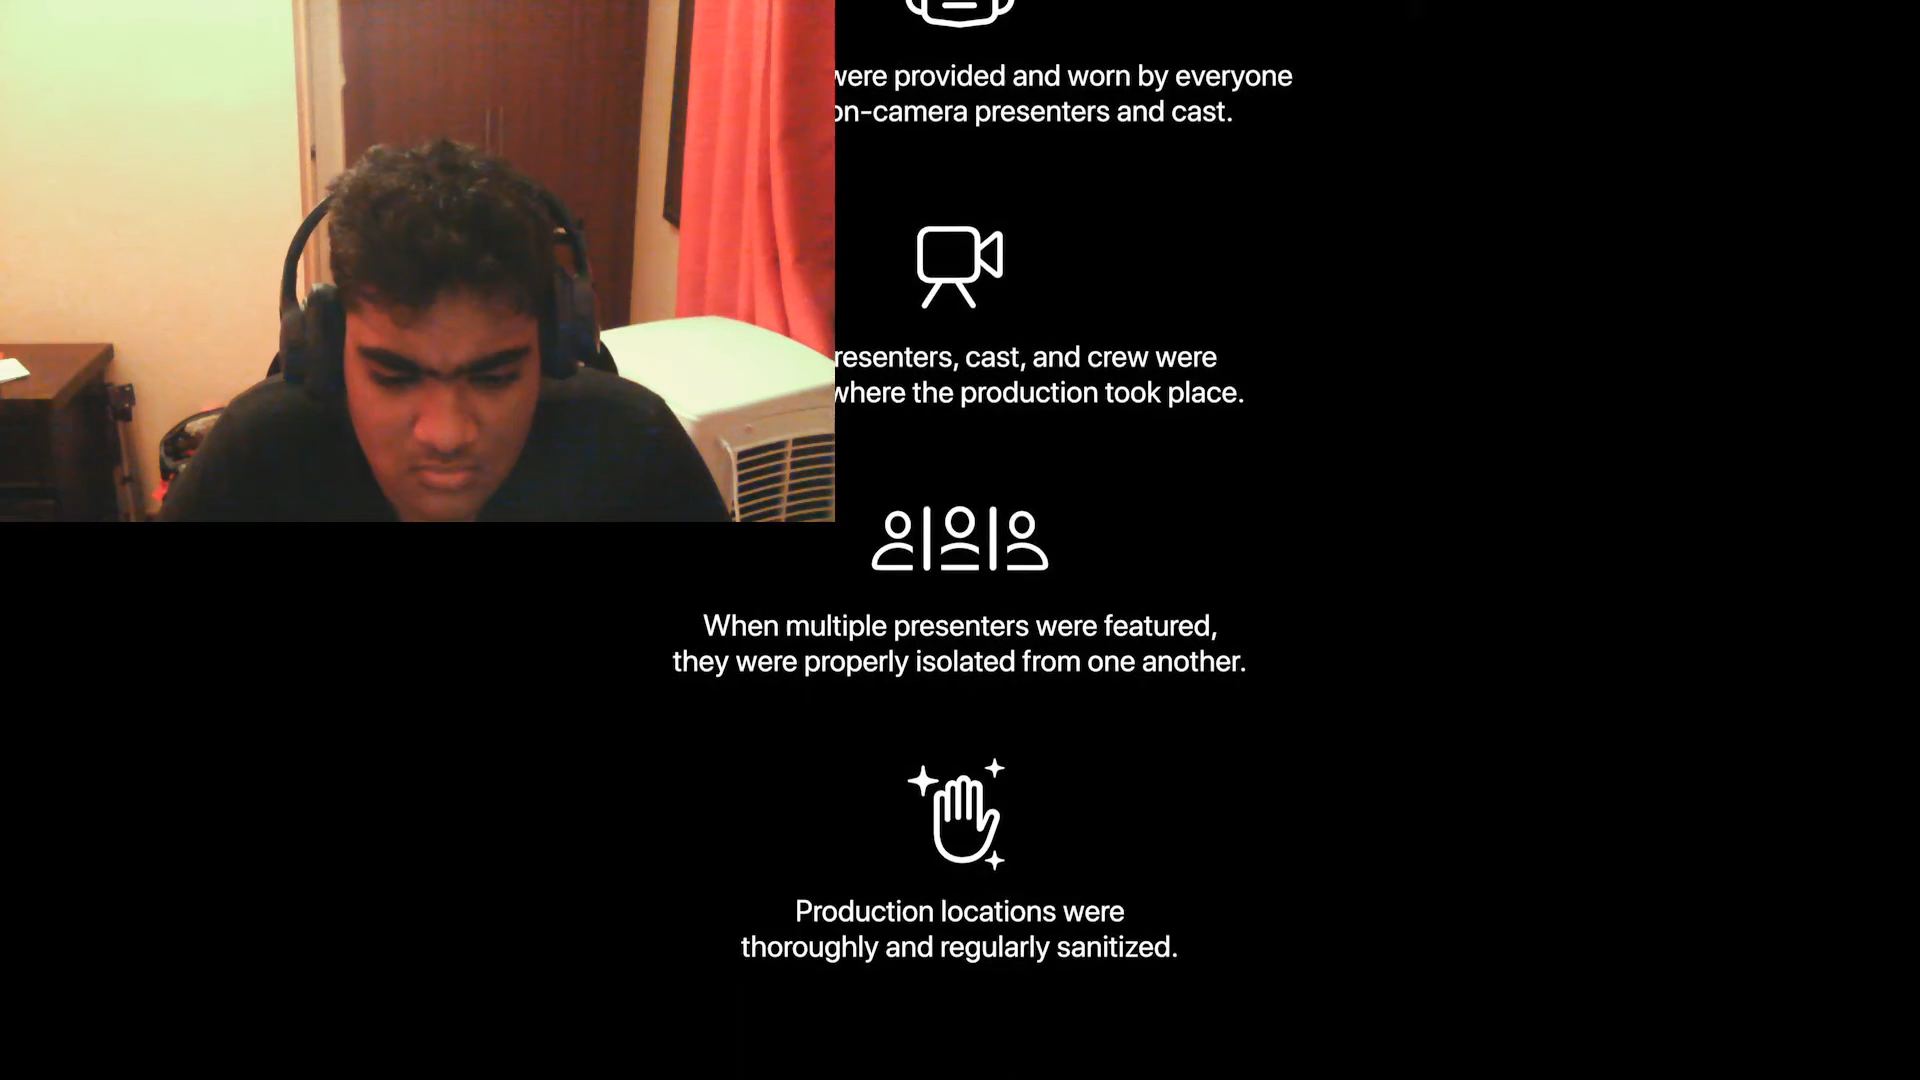 were provided and worn by everyone
on-camera presenters and cast.
resenters, cast, and crew were
where the production took place.
When multiple presenters were featured,
they were properly isolated from one another.
Production locations were
thoroughly and regularly sanitized.